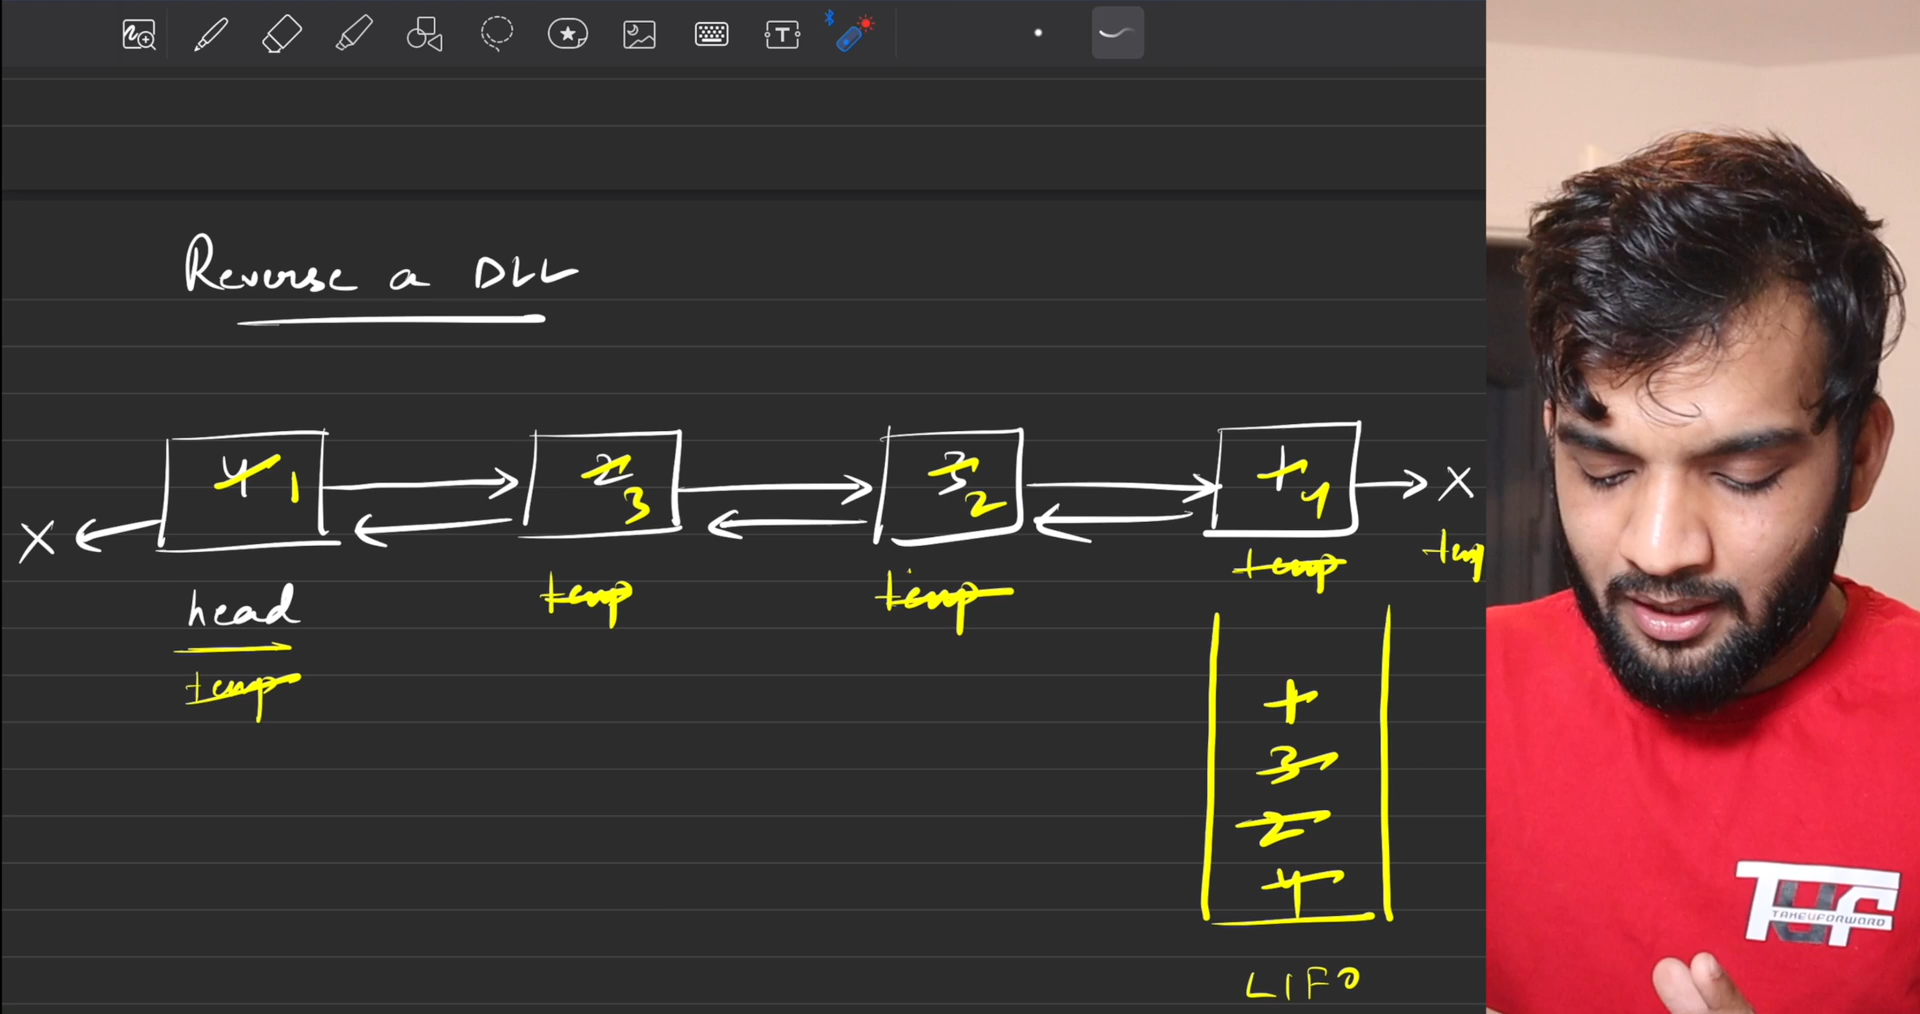 Reverse a DLL
4 1 2 3 3 2 1 4 X
X
temp temp temp temp
head
temp
1
3
2
4
LIFO
TUF
TAKEUFORWARD
T